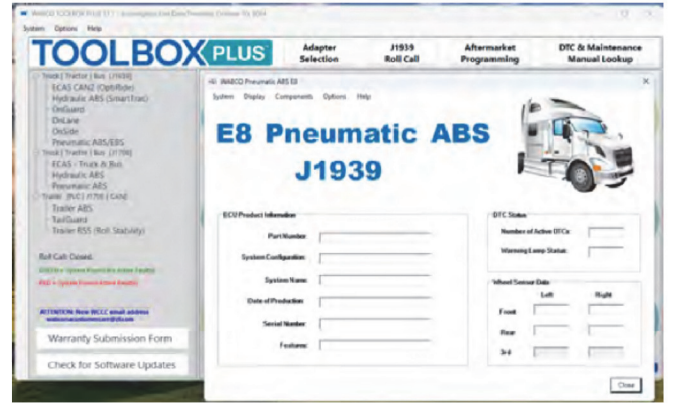 System Options Help
TOOLBOX PLUS
Adapter Selection
J1939 Roll Call
Aftermarket Programming
DTC & Maintenance Manual Lookup
Truck | Tractor | Bus (J1939)
ECAS CAN2 (OptiRide)
Hydraulic ABS (SmartTrac)
OnGuard
OnLane
OnSide
Pneumatic ABS/EBS
Truck | Tractor | Bus (J1708)
ECAS - Truck & Bus
Hydraulic ABS
Pneumatic ABS
Trailer (PLC | J1708 | CAN)
Trailer ABS
TailGuard
Trailer RSS (Roll Stability)
Roll Call: Closed.
ATTENTION: New WCCC email address
Warranty Submission Form
Check for Software Updates
WABCO Pneumatic ABS E8
System Display Components Options Help
E8 Pneumatic ABS
J1939
ECU Product Information
Part Number
System Configuration
System Name
Date of Production
Serial Number
Features
DTC Status
Number of Active DTCs:
Warning Lamp Status:
Wheel Sensor Data
Left Right
Front
Rear
3rd
Close